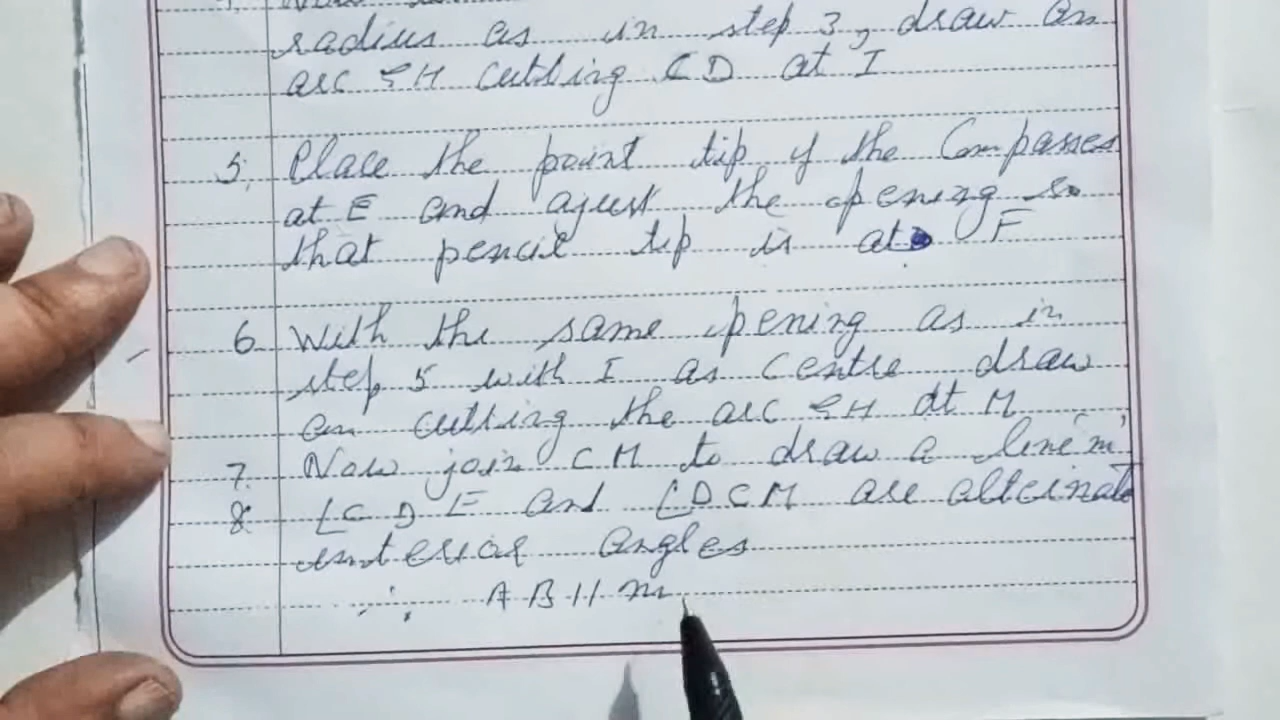 radius as in step 3, draw an
arc GH cutting CD at I
5. Place the point tip of the Compasses
at E and ajust the opening so
that pencil tip is at F
6 With the same opening as in
step 5 with I as centre draw
an cutting the arc GH at M
7. Now join CM to draw a line 'm'
8 ∠CDE and ∠DCM are alternate
interior angles
∴ AB || m